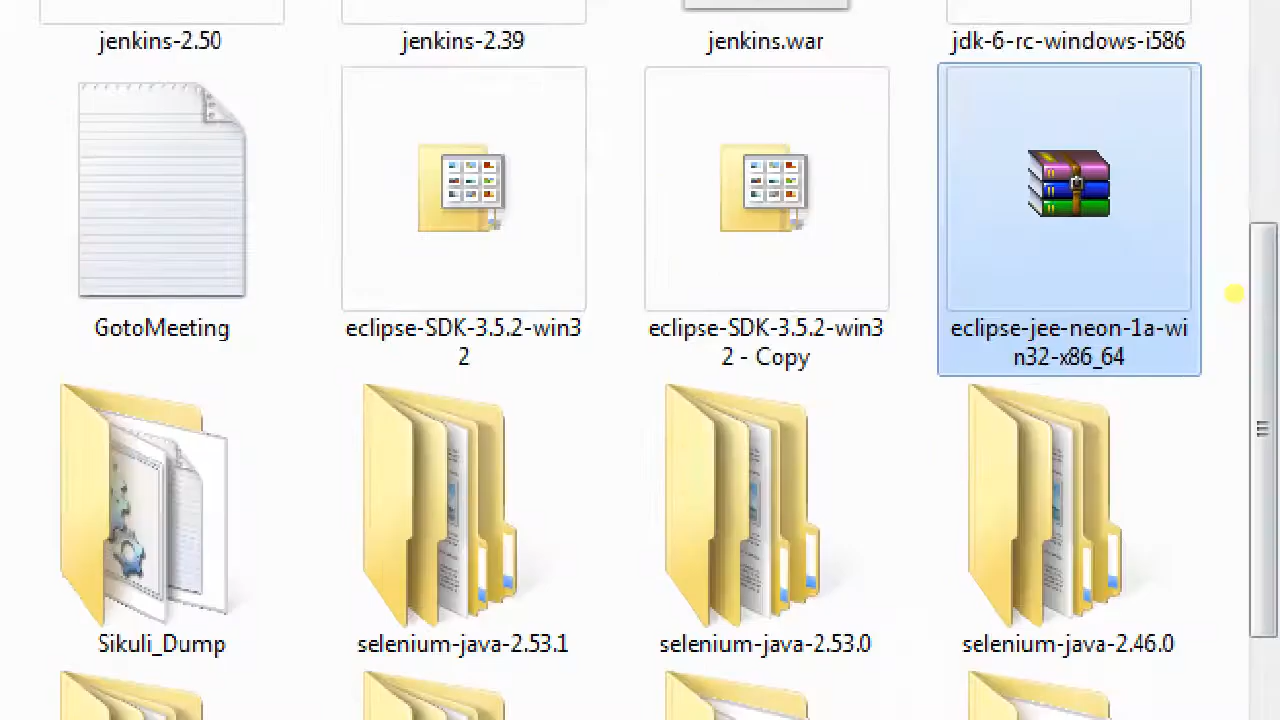 jenkins-2.50
jenkins-2.39
jenkins.war
jdk-6-rc-windows-i586
GotoMeeting
eclipse-SDK-3.5.2-win3
2
eclipse-SDK-3.5.2-win3
2 - Copy
eclipse-jee-neon-1a-wi
n32-x86_64
Sikuli_Dump
selenium-java-2.53.1
selenium-java-2.53.0
selenium-java-2.46.0